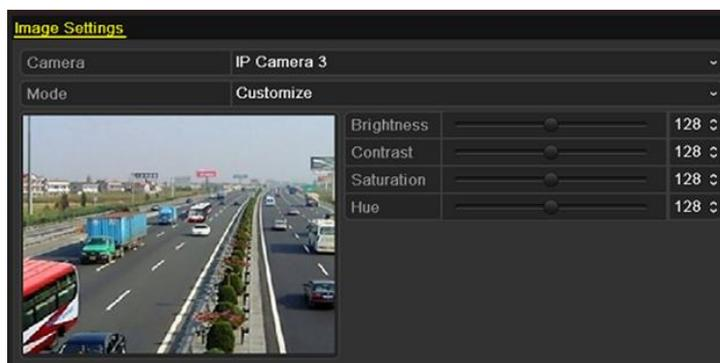 Image Settings
Camera IP Camera 3
Mode Customize
Brightness 128
Contrast 128
Saturation 128
Hue 128